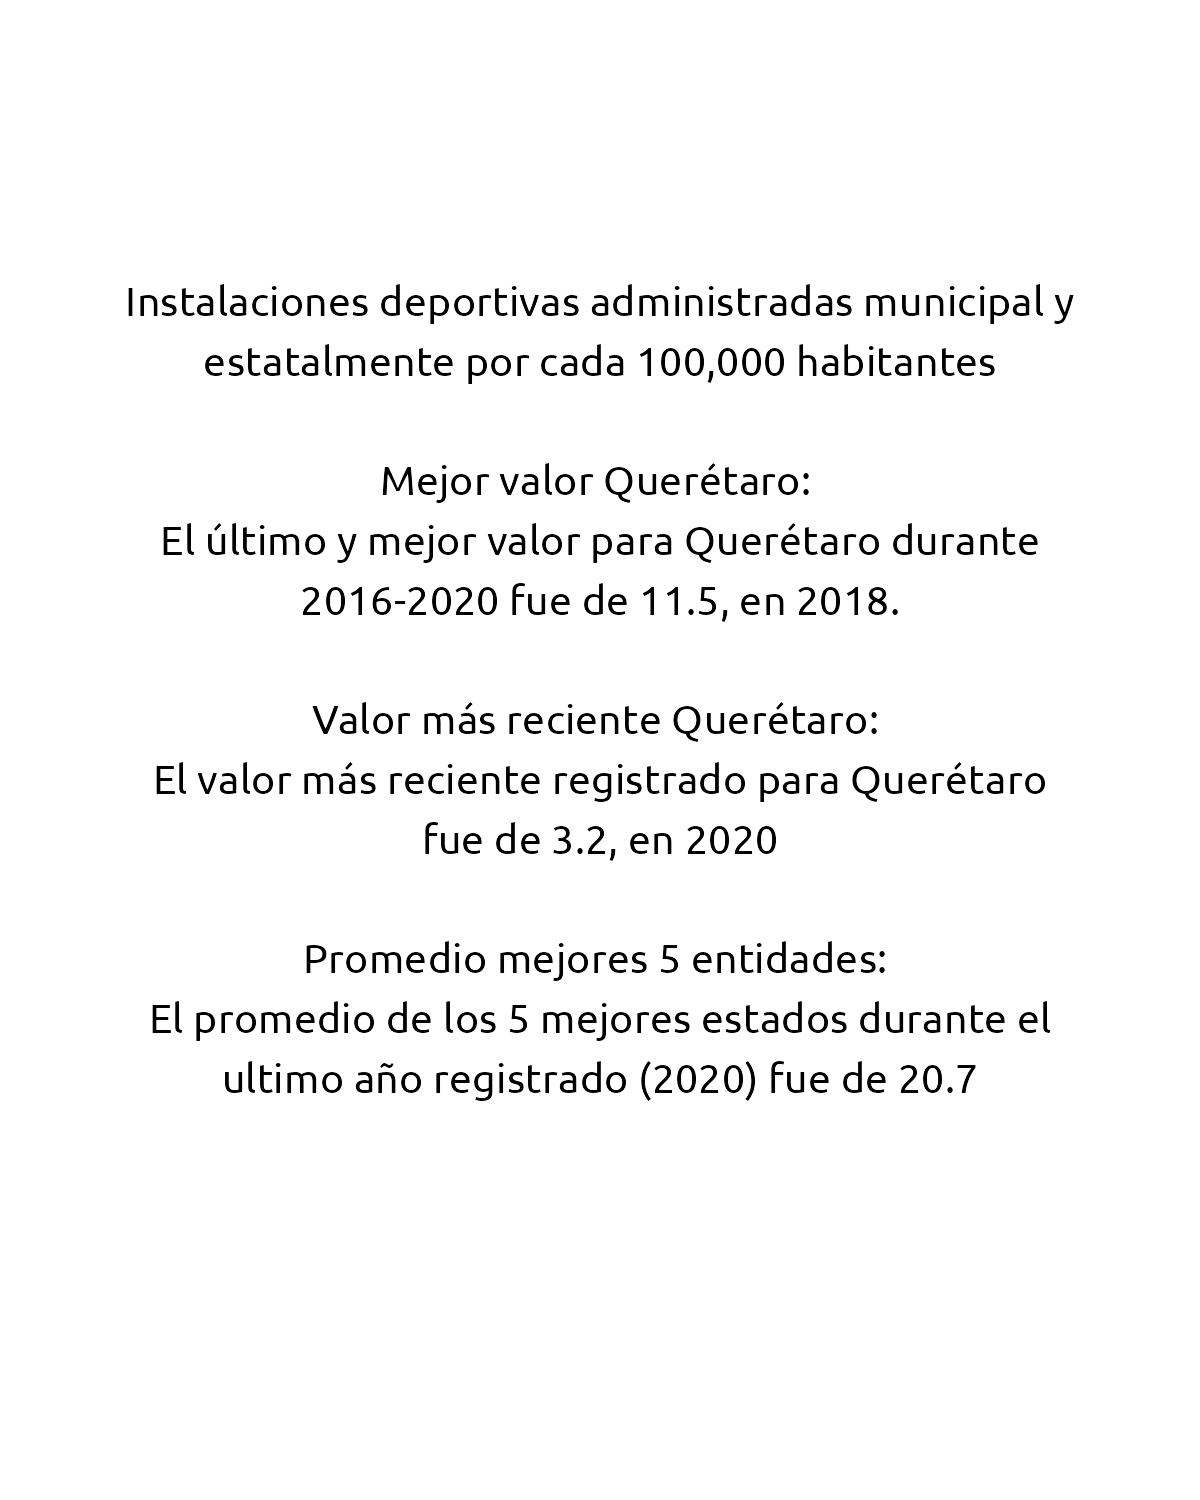 Instalaciones deportivas administradas municipal y
estatalmente por cada 100,000 habitantes
Mejor valor Querétaro:
El último y mejor valor para Querétaro durante
2016-2020 fue de 11.5, en 2018.
Valor más reciente Querétaro:
El valor más reciente registrado para Querétaro
fue de 3.2, en 2020
Promedio mejores 5 entidades:
El promedio de los 5 mejores estados durante el
ultimo año registrado (2020) fue de 20.7